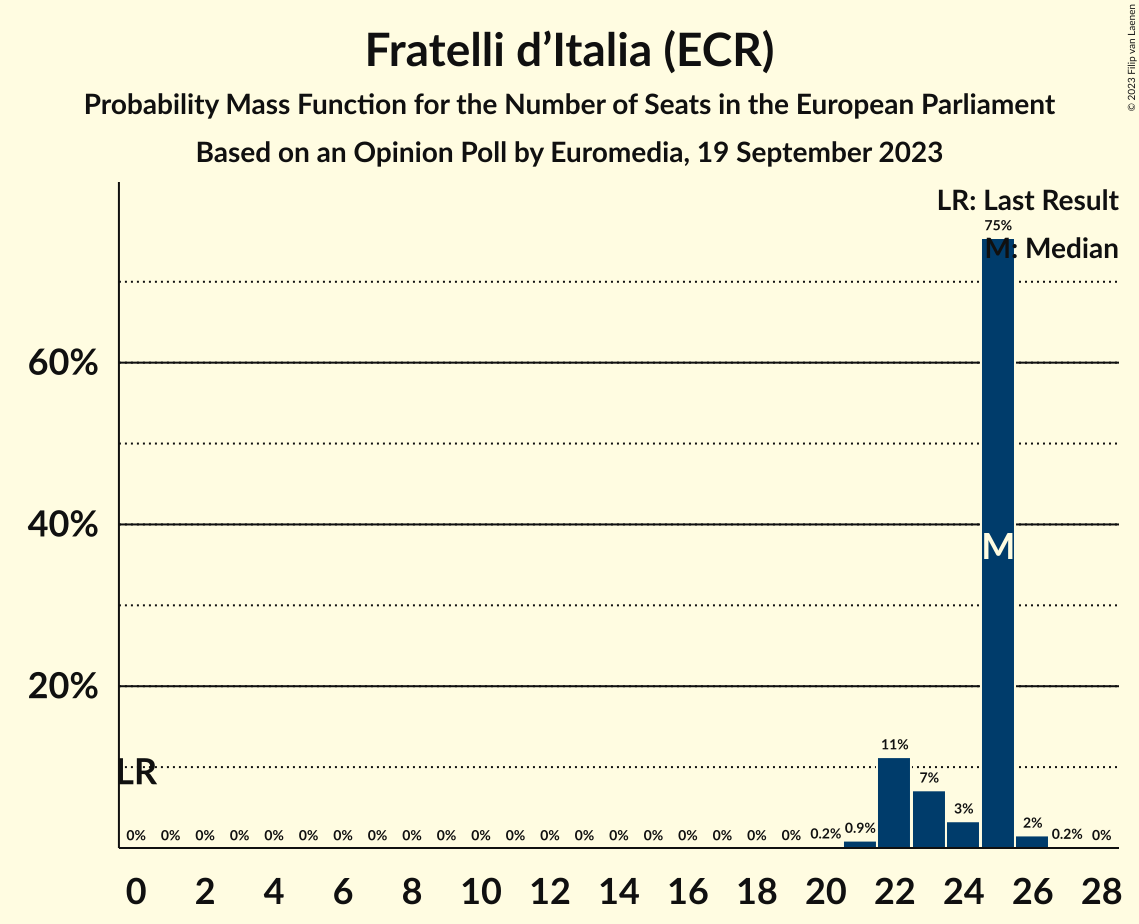 Fratelli d’Italia (ECR)
Probability Mass Function for the Number of Seats in the European Parliament
Based on an Opinion Poll by Euromedia, 19 September 2023
© 2023 Filip van Laenen
LR: Last Result
M: Median
60%
40%
20%
LR
M
0% 0% 0% 0% 0% 0% 0% 0% 0% 0% 0% 0% 0% 0% 0% 0% 0% 0% 0% 0% 0.2% 0.9% 11% 7% 3% 75% 2% 0.2% 0%
0 2 4 6 8 10 12 14 16 18 20 22 24 26 28